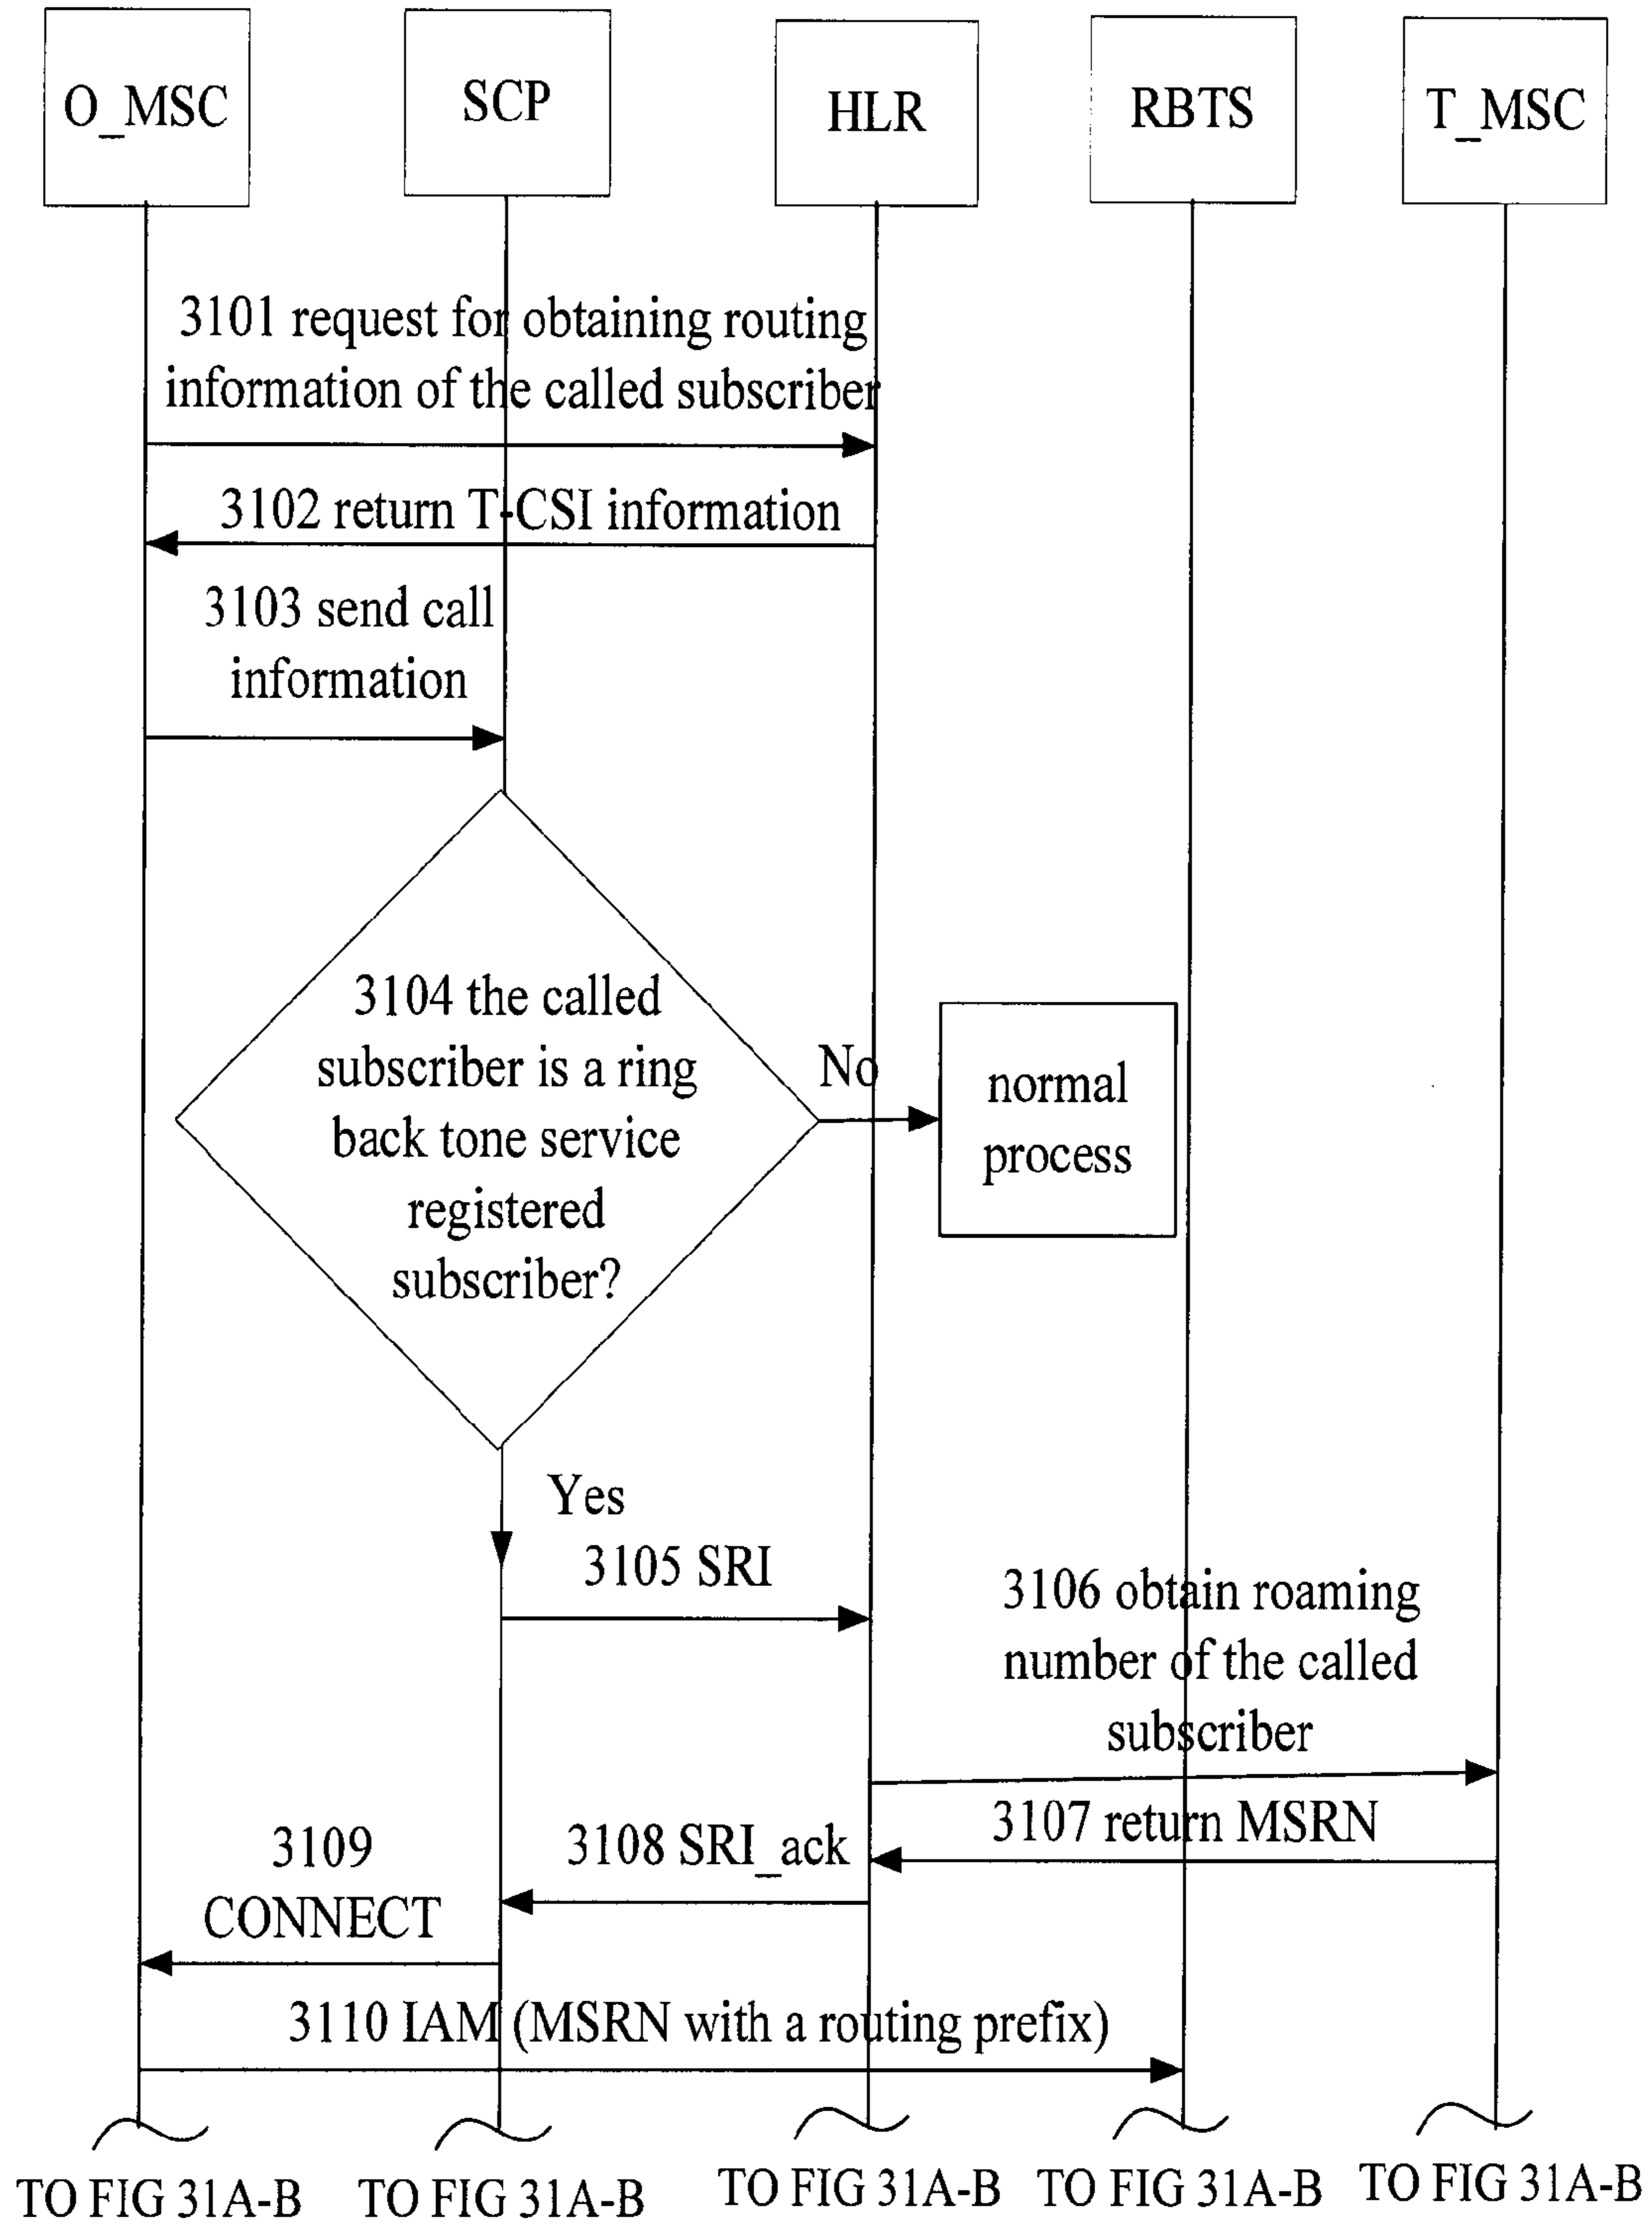 O_MSC
SCP
HLR
RBTS
T_MSC
3101 request for obtaining routing
information of the called subscriber
3102 return T-CSI information
3103 send call
information
3104 the called
subscriber is a ring
back tone service
registered
subscriber?
No
normal
process
Yes
3105 SRI
3106 obtain roaming
number of the called
subscriber
3107 return MSRN
3108 SRI_ack
3109
CONNECT
3110 IAM (MSRN with a routing prefix)
TO FIG 31A-B
TO FIG 31A-B
TO FIG 31A-B
TO FIG 31A-B
TO FIG 31A-B